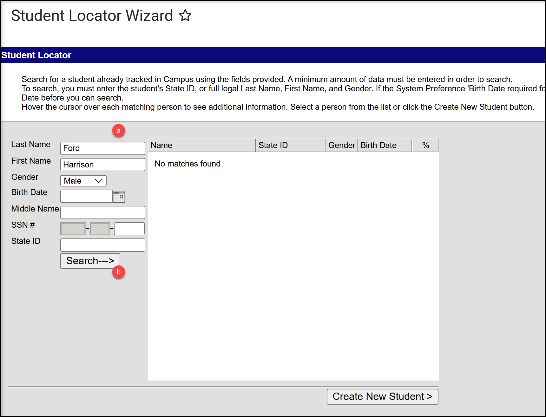 Student Locator Wizard ☆
Student Locator
Search for a student already tracked in Campus using the fields provided. A minimum amount of data must be entered in order to search.
To search, you must enter the student's State ID, or full legal Last Name, First Name, and Gender. If the System Preference 'Birth Date required fo
Date before you can search.
Hover the cursor over each matching person to see additional information. Select a person from the list or click the Create New Student button.
a
Last Name Ford Name State ID Gender Birth Date %
First Name Harrison No matches found
Gender Male
Birth Date
Middle Name
SSN # - -
State ID
Search--->
b
Create New Student >